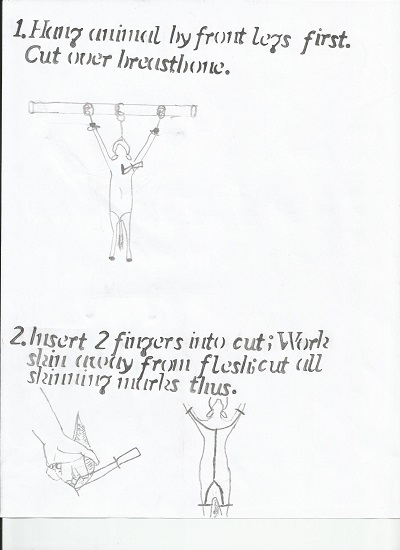 1. Hang animal by front legs first.
Cut over breastbone.
2. Insert 2 fingers into cut; Work
skin away from flesh; cut all
skinning marks thus.